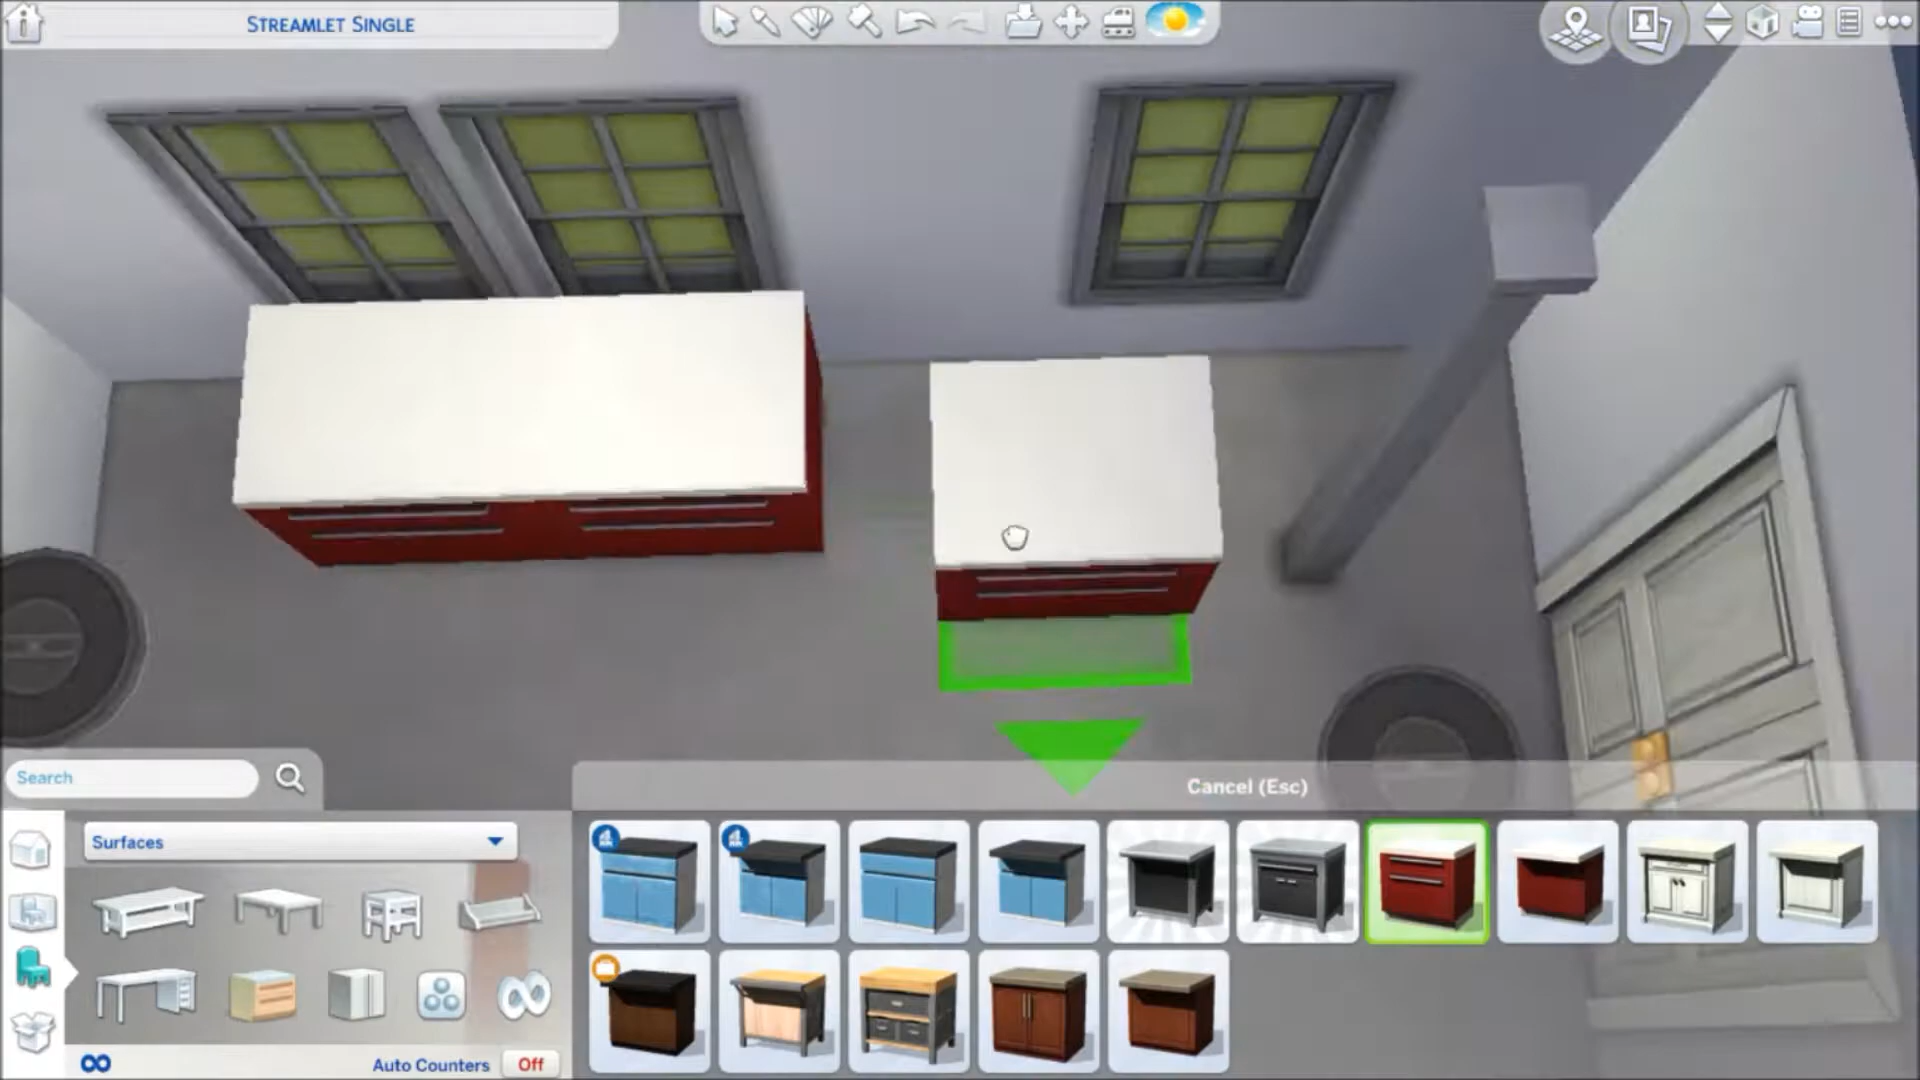 STREAMLET SINGLE
Search
Cancel (Esc)
Surfaces
Auto Counters Off